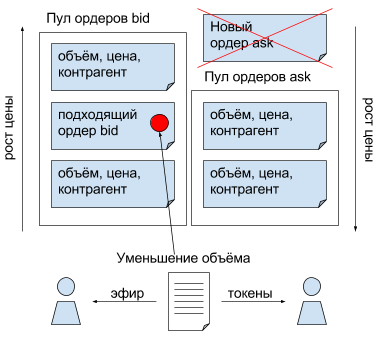 Пул ордеров bid
Новый
ордер ask
объём, цена,
контрагент
Пул ордеров ask
подходящий
ордер bid
объём, цена,
контрагент
объём, цена,
контрагент
объём, цена,
контрагент
рост цены
рост цены
Уменьшение объёма
эфир
токены